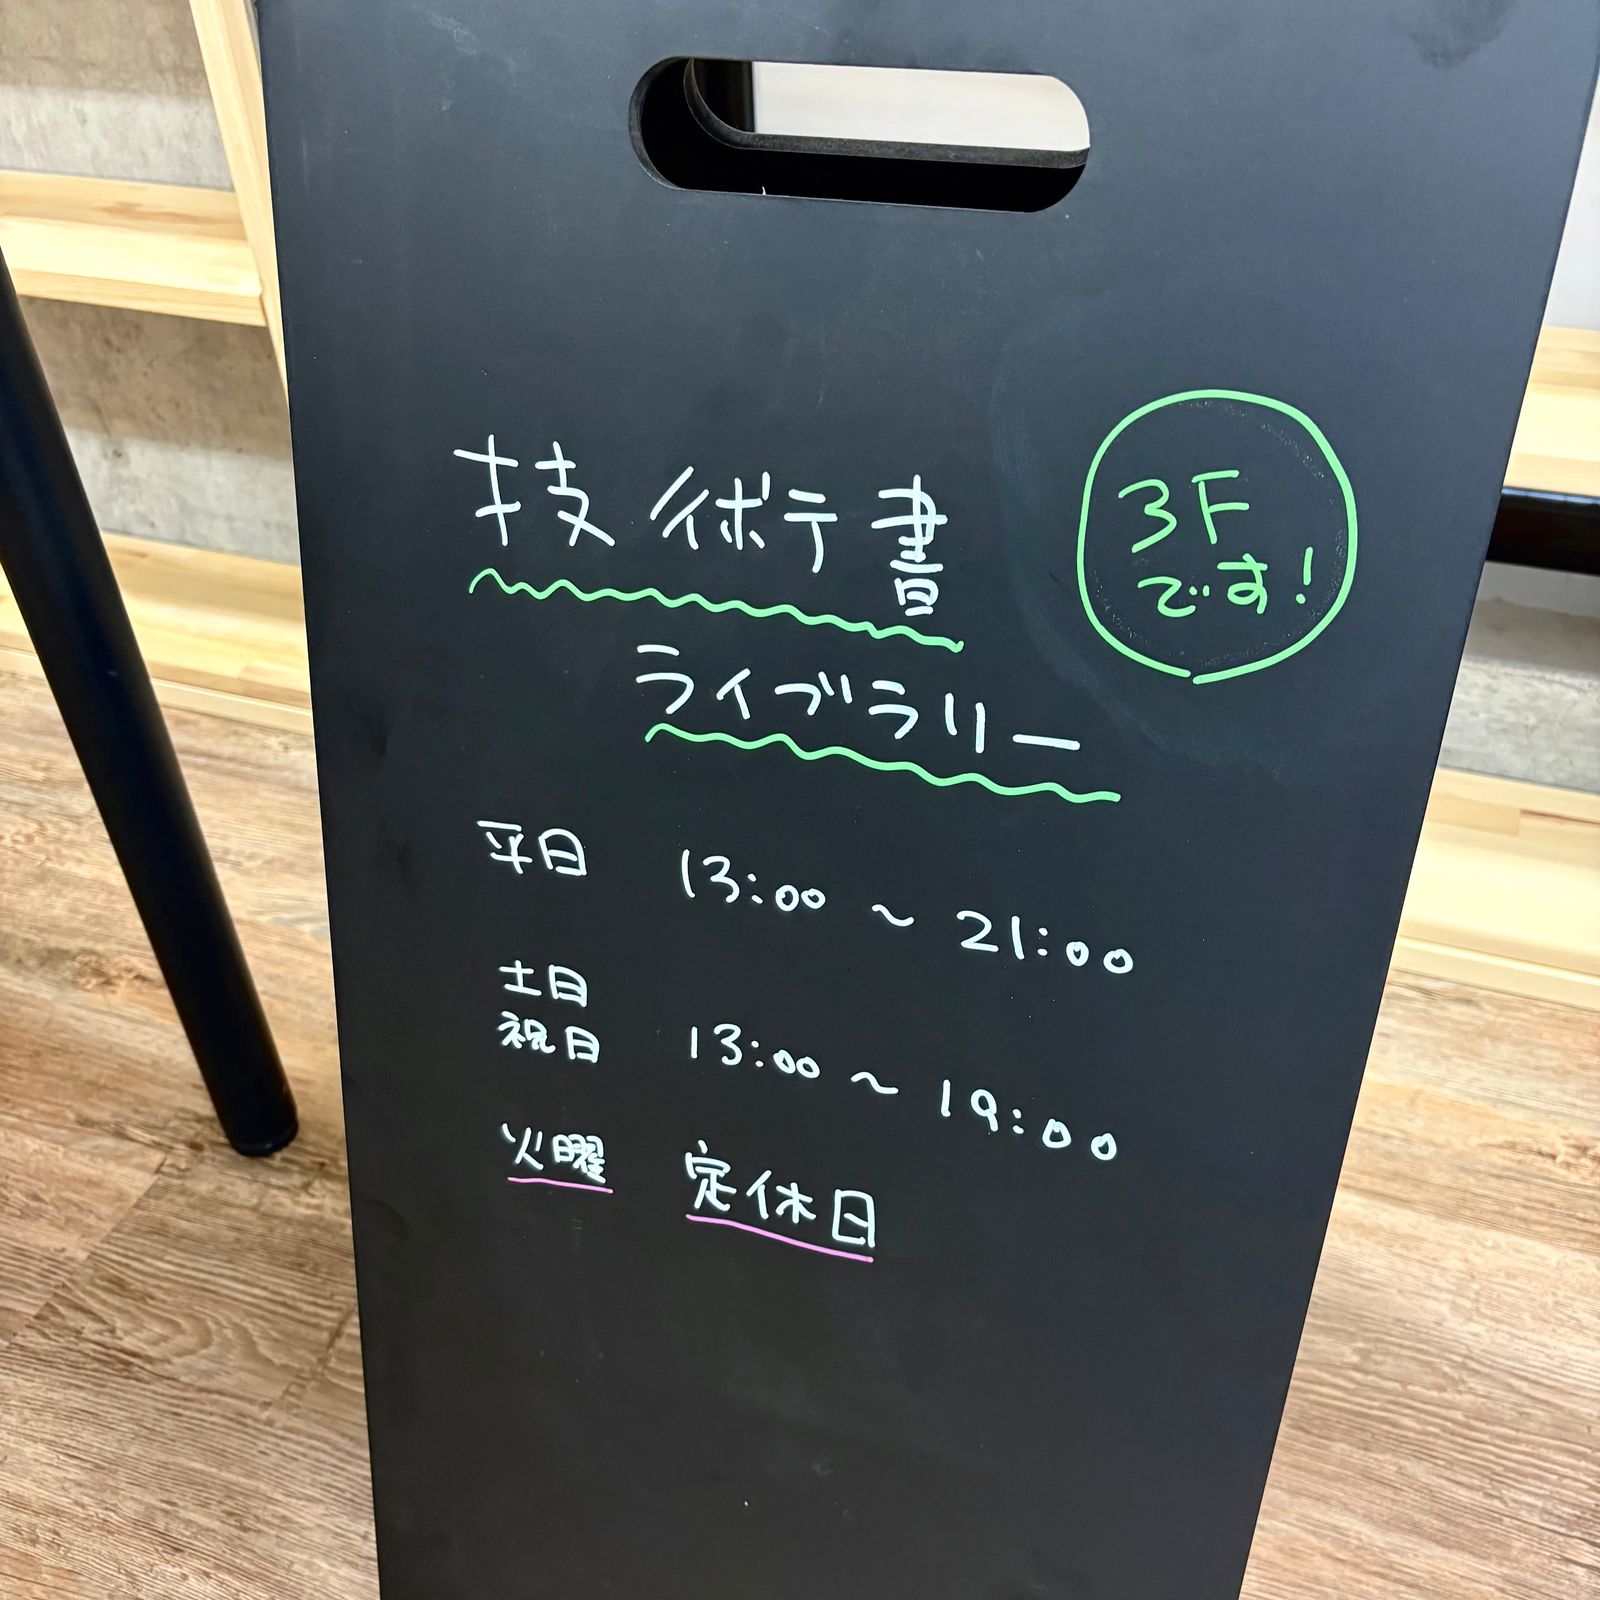 技術書
ライブラリー
3F
です!
平日 13:00 ~ 21:00
土日
祝日 13:00 ~ 19:00
火曜 定休日